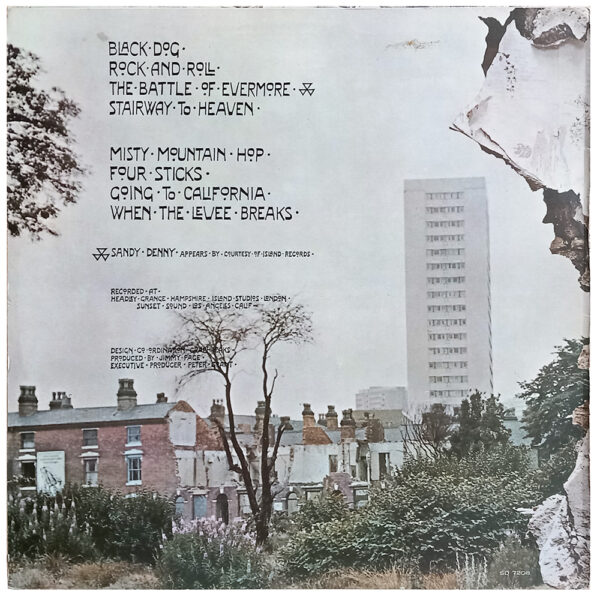 BLACK·DOG·
ROCK·AND·ROLL·
THE·BATTLE·OF·EVERMORE·
STAIRWAY·TO·HEAVEN·
MISTY·MOUNTAIN·HOP·
FOUR·STICKS·
GOING·TO·CALIFORNIA·
WHEN·THE·LEVEE·BREAKS·
SANDY·DENNY·APPEARS·BY·COURTESY·OF·ISLAND·RECORDS·
RECORDED·AT·
HEADLEY·GRANGE·HAMPSHIRE·ISLAND·STUDIOS·LONDON·
SUNSET·SOUND·LOS·ANGELES·CALIF
DESIGN·CO·ORDINATION
PRODUCED·BY·JIMMY·PAGE·
EXECUTIVE·PRODUCER·PETER·GRANT·
SD 7208